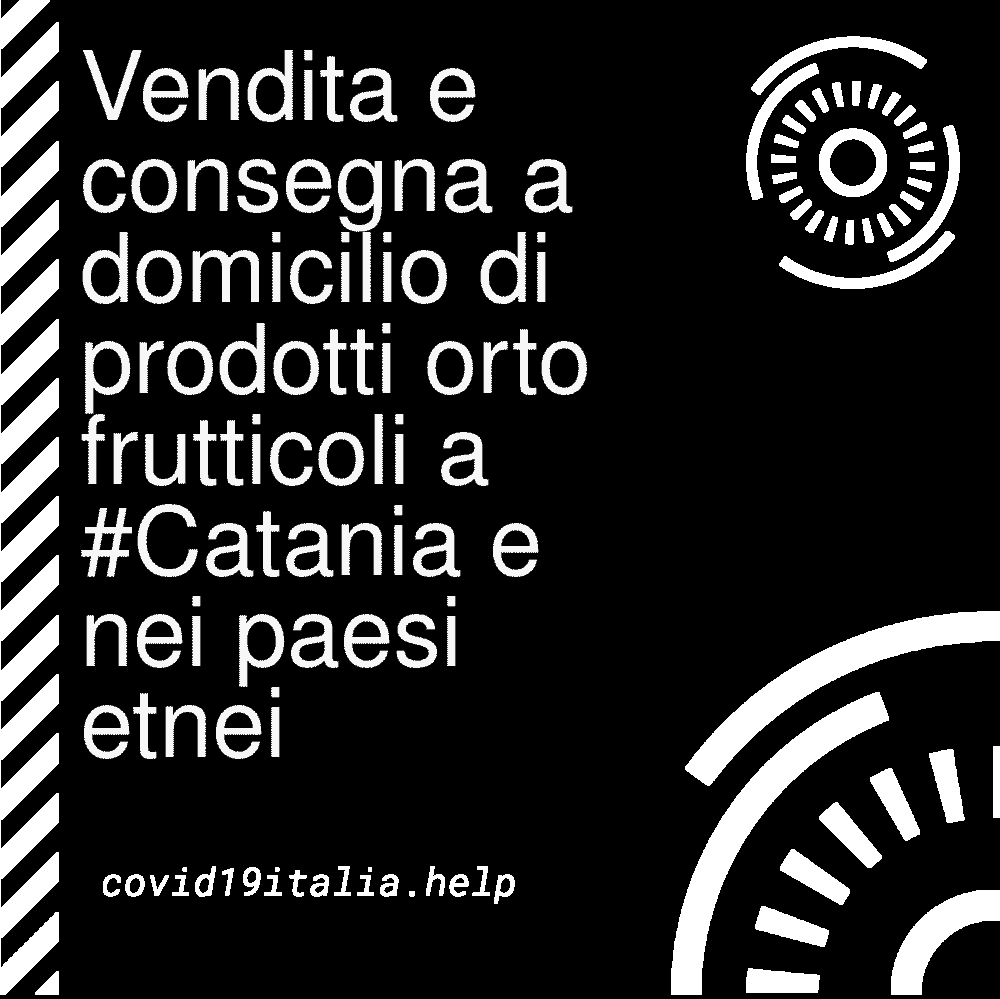 Vendita e
consegna a
domicilio di
prodotti orto
frutticoli a
#Catania e
nei paesi
etnei
covid19italia.help